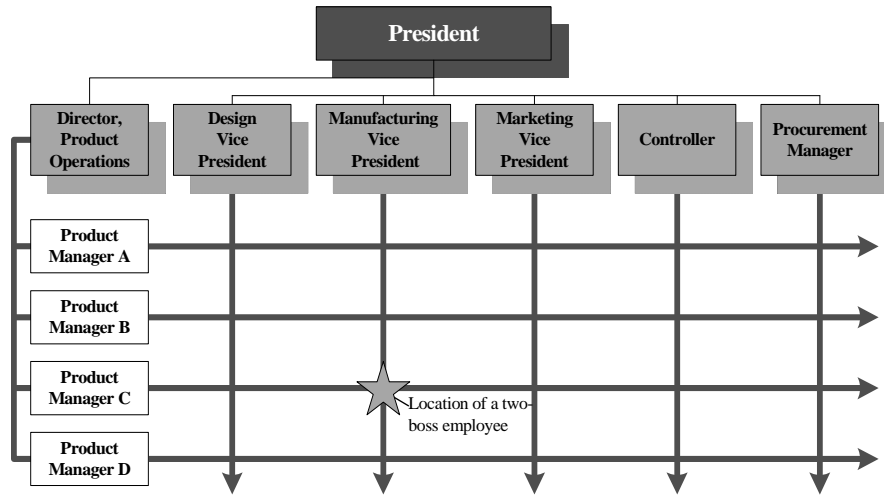 President
Director,
Product
Operations
Design
Vice
President
Manufacturing
Vice
President
Marketing
Vice
President
Controller
Procurement
Manager
Product
Manager A
Product
Manager B
Product
Manager C
Location of a two-
boss employee
Product
Manager D